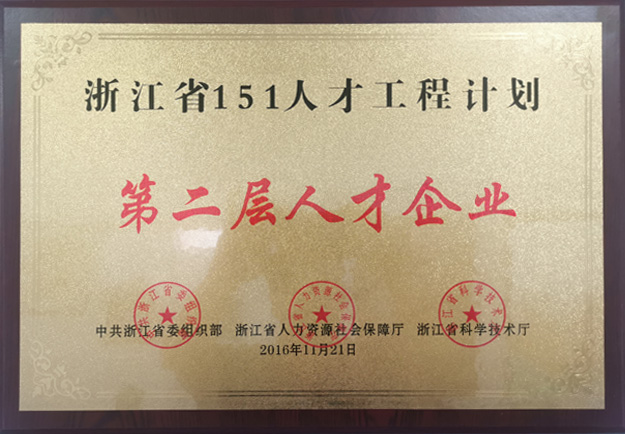 浙江省151人才工程计划
第二层人才企业
中共浙江省委组织部 浙江省人力资源社会保障厅 浙江省科学技术厅
2016年11月21日